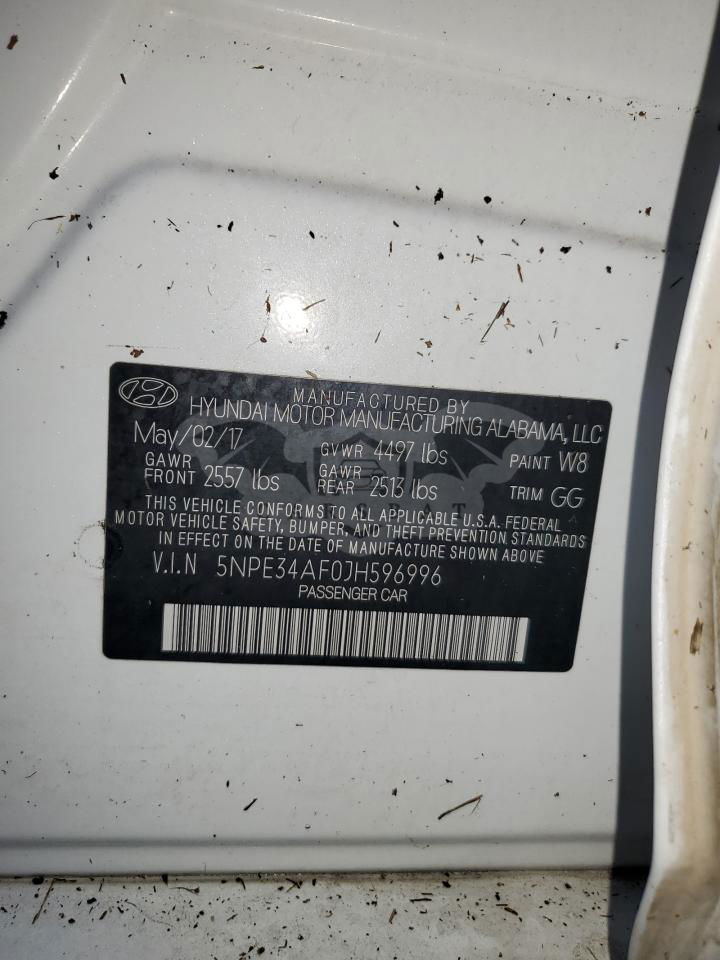 MANUFACTURED BY
HYUNDAI MOTOR MANUFACTURING ALABAMA, LLC
May/02/17 GVWR 4497 lbs PAINT W8
GAWR FRONT 2557 lbs GAWR REAR 2513 lbs TRIM GG
THIS VEHICLE CONFORMS TO ALL APPLICABLE U.S.A. FEDERAL
MOTOR VEHICLE SAFETY, BUMPER, AND THEFT PREVENTION STANDARDS
IN EFFECT ON THE DATE OF MANUFACTURE SHOWN ABOVE
V.I.N 5NPE34AF0JH596996
PASSENGER CAR